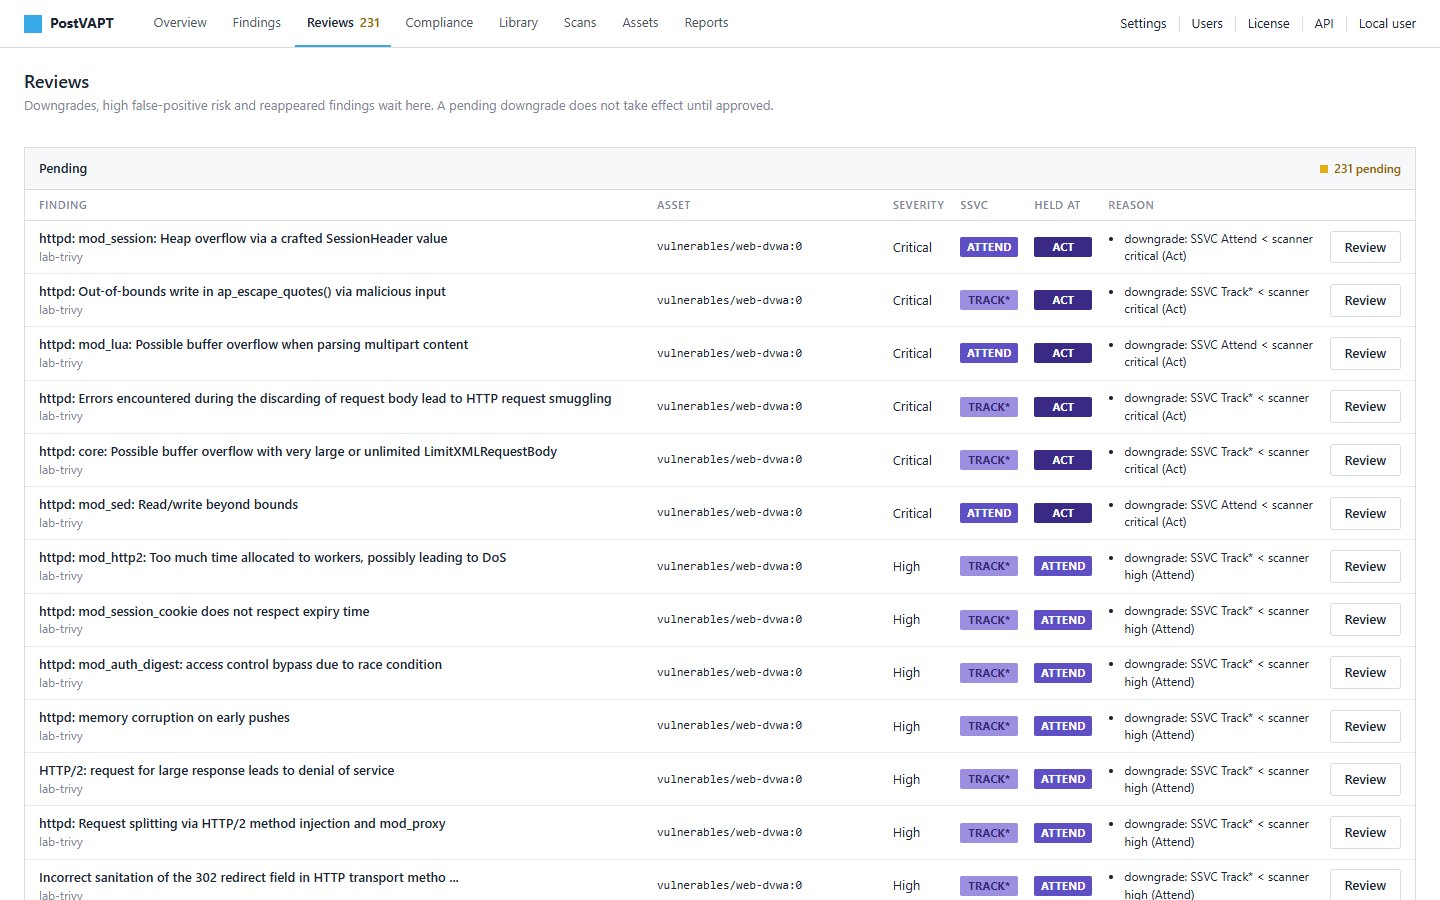 PostVAPT Overview Findings Reviews 231 Compliance Library Scans Assets Reports Settings Users License API Local user
Reviews
Downgrades, high false-positive risk and reappeared findings wait here. A pending downgrade does not take effect until approved.
Pending 231 pending
FINDING ASSET SEVERITY SSVC HELD AT REASON
httpd: mod_session: Heap overflow via a crafted SessionHeader value
lab-trivy
vulnerables/web-dvwa:0 Critical ATTEND ACT
• downgrade: SSVC Attend < scanner
critical (Act)
Review
httpd: Out-of-bounds write in ap_escape_quotes() via malicious input
lab-trivy
vulnerables/web-dvwa:0 Critical TRACK* ACT
• downgrade: SSVC Track* < scanner
critical (Act)
Review
httpd: mod_lua: Possible buffer overflow when parsing multipart content
lab-trivy
vulnerables/web-dvwa:0 Critical ATTEND ACT
• downgrade: SSVC Attend < scanner
critical (Act)
Review
httpd: Errors encountered during the discarding of request body lead to HTTP request smuggling
lab-trivy
vulnerables/web-dvwa:0 Critical TRACK* ACT
• downgrade: SSVC Track* < scanner
critical (Act)
Review
httpd: core: Possible buffer overflow with very large or unlimited LimitXMLRequestBody
lab-trivy
vulnerables/web-dvwa:0 Critical TRACK* ACT
• downgrade: SSVC Track* < scanner
critical (Act)
Review
httpd: mod_sed: Read/write beyond bounds
lab-trivy
vulnerables/web-dvwa:0 Critical ATTEND ACT
• downgrade: SSVC Attend < scanner
critical (Act)
Review
httpd: mod_http2: Too much time allocated to workers, possibly leading to DoS
lab-trivy
vulnerables/web-dvwa:0 High TRACK* ATTEND
• downgrade: SSVC Track* < scanner
high (Attend)
Review
httpd: mod_session_cookie does not respect expiry time
lab-trivy
vulnerables/web-dvwa:0 High TRACK* ATTEND
• downgrade: SSVC Track* < scanner
high (Attend)
Review
httpd: mod_auth_digest: access control bypass due to race condition
lab-trivy
vulnerables/web-dvwa:0 High TRACK* ATTEND
• downgrade: SSVC Track* < scanner
high (Attend)
Review
httpd: memory corruption on early pushes
lab-trivy
vulnerables/web-dvwa:0 High TRACK* ATTEND
• downgrade: SSVC Track* < scanner
high (Attend)
Review
HTTP/2: request for large response leads to denial of service
lab-trivy
vulnerables/web-dvwa:0 High TRACK* ATTEND
• downgrade: SSVC Track* < scanner
high (Attend)
Review
httpd: Request splitting via HTTP/2 method injection and mod_proxy
lab-trivy
vulnerables/web-dvwa:0 High TRACK* ATTEND
• downgrade: SSVC Track* < scanner
high (Attend)
Review
Incorrect sanitation of the 302 redirect field in HTTP transport metho ...
lab-trivy
vulnerables/web-dvwa:0 High TRACK* ATTEND
• downgrade: SSVC Track* < scanner
high (Attend)
Review